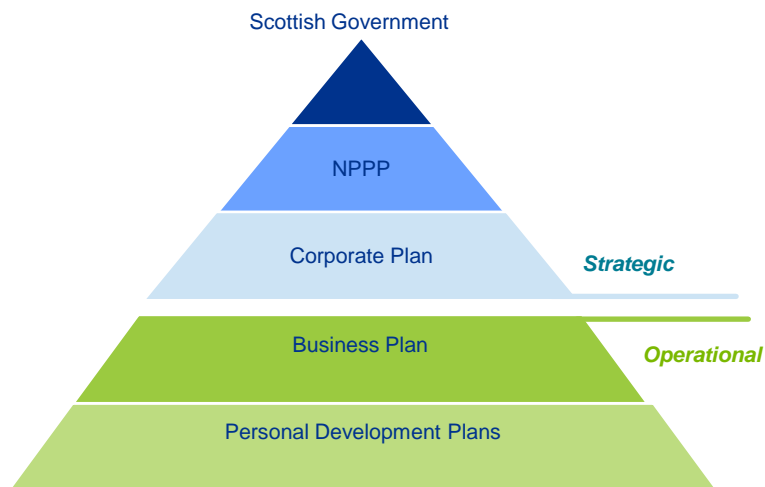 Scottish Government
NPPP
Corporate Plan
Strategic
Business Plan
Operational
Personal Development Plans